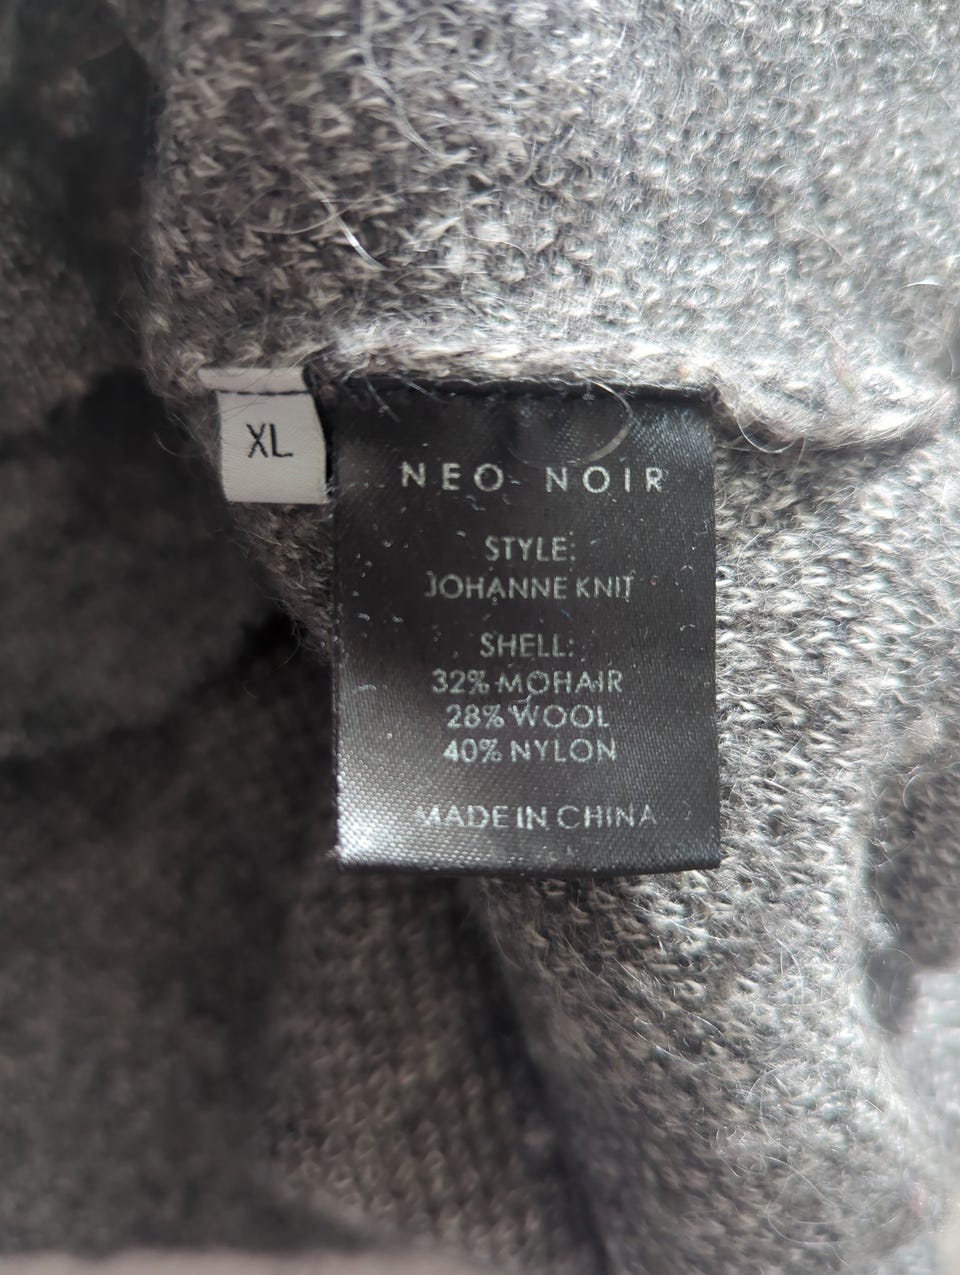 XL
NEO NOIR
STYLE:
JOHANNE KNIT
SHELL:
32% MOHAIR
28% WOOL
40% NYLON
MADE IN CHINA